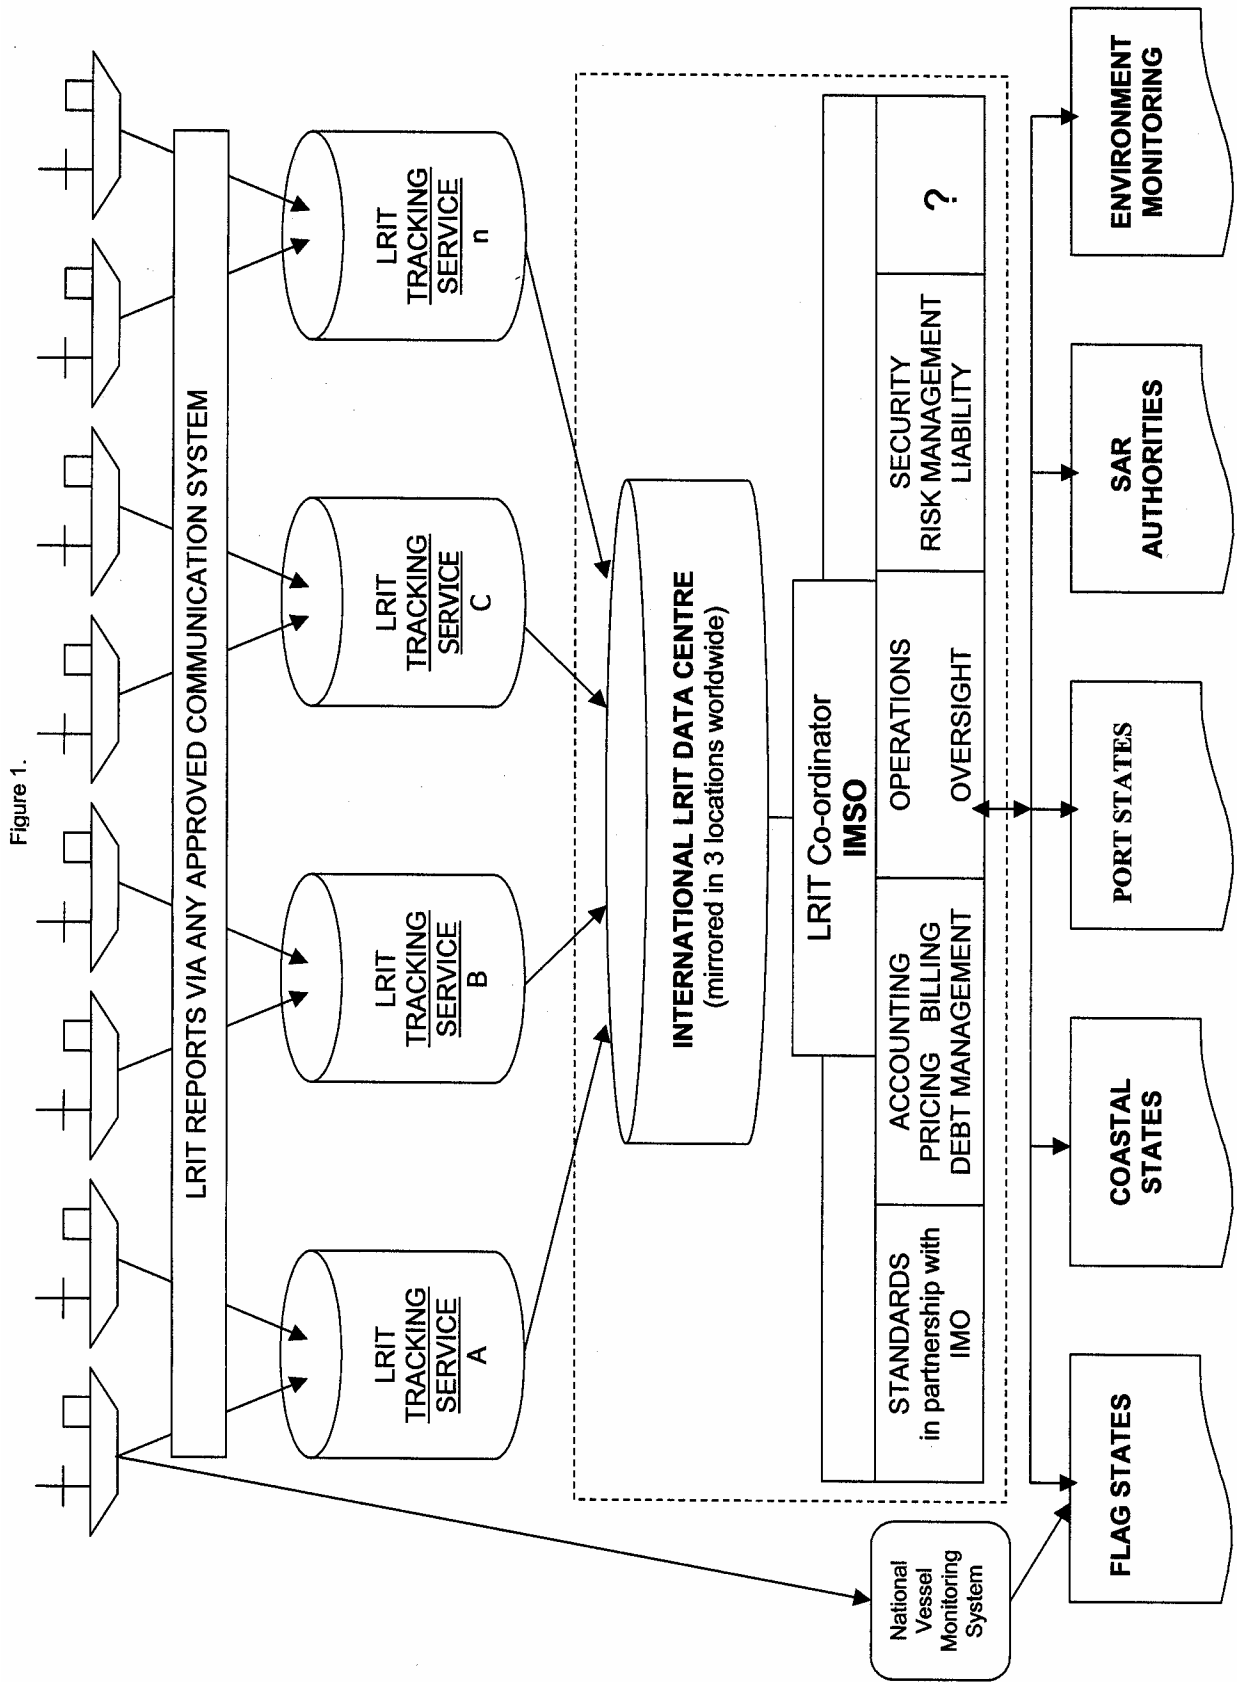 Figure 1.
LRIT REPORTS VIA ANY APPROVED COMMUNICATION SYSTEM
LRIT
TRACKING
SERVICE
A
LRIT
TRACKING
SERVICE
B
LRIT
TRACKING
SERVICE
C
LRIT
TRACKING
SERVICE
n
INTERNATIONAL LRIT DATA CENTRE
(mirrored in 3 locations worldwide)
LRIT Co-ordinator
IMSO
STANDARDS
in partnership with
IMO
ACCOUNTING
PRICING BILLING
DEBT MANAGEMENT
OPERATIONS
OVERSIGHT
SECURITY
RISK MANAGEMENT
LIABILITY
?
National
Vessel
Monitoring
System
FLAG STATES
COASTAL
STATES
PORT STATES
SAR
AUTHORITIES
ENVIRONMENT
MONITORING